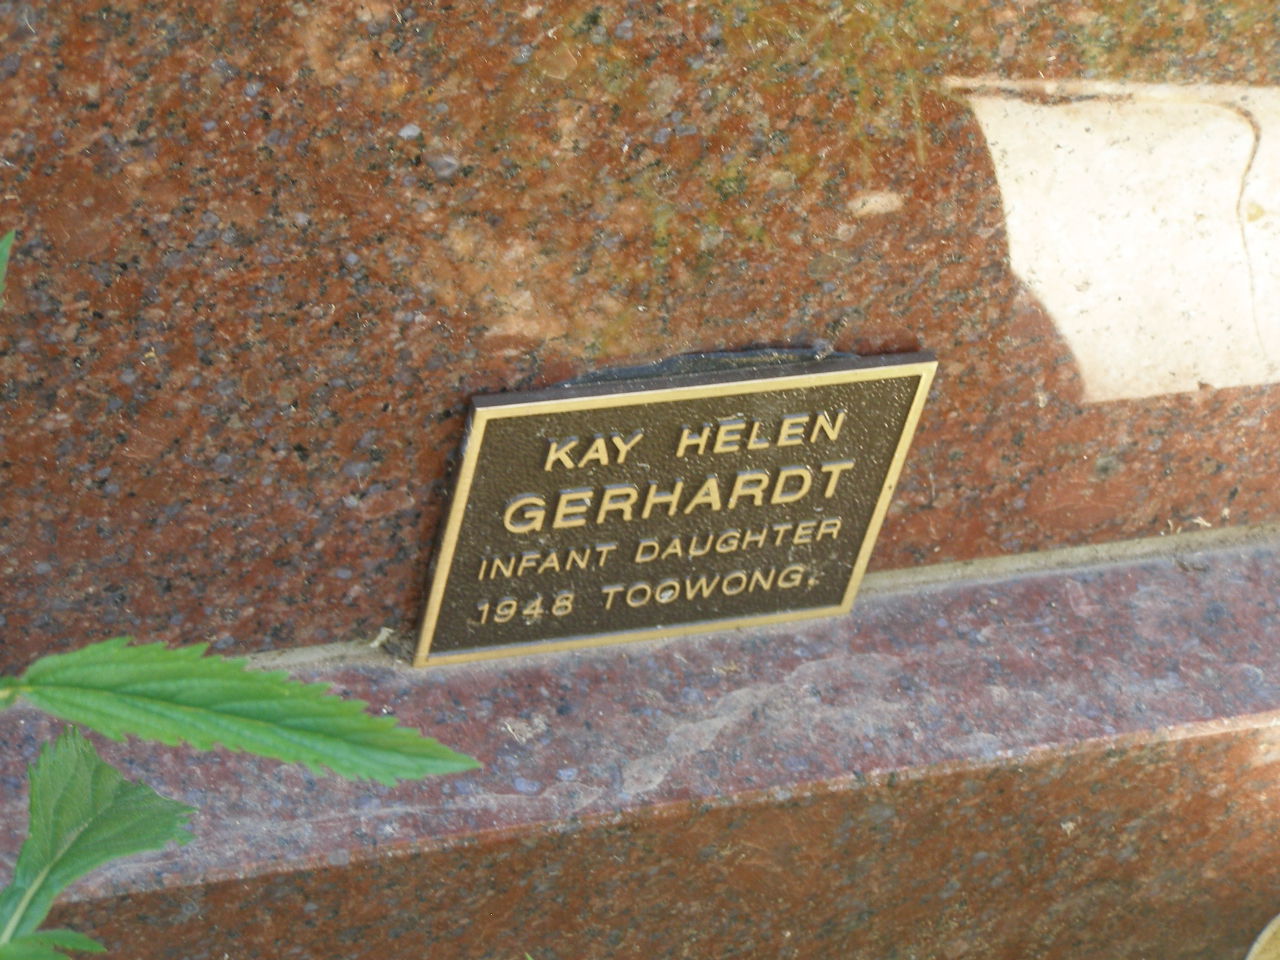 KAY HELEN
GERHARDT
INFANT DAUGHTER
1948 TOOWONG.